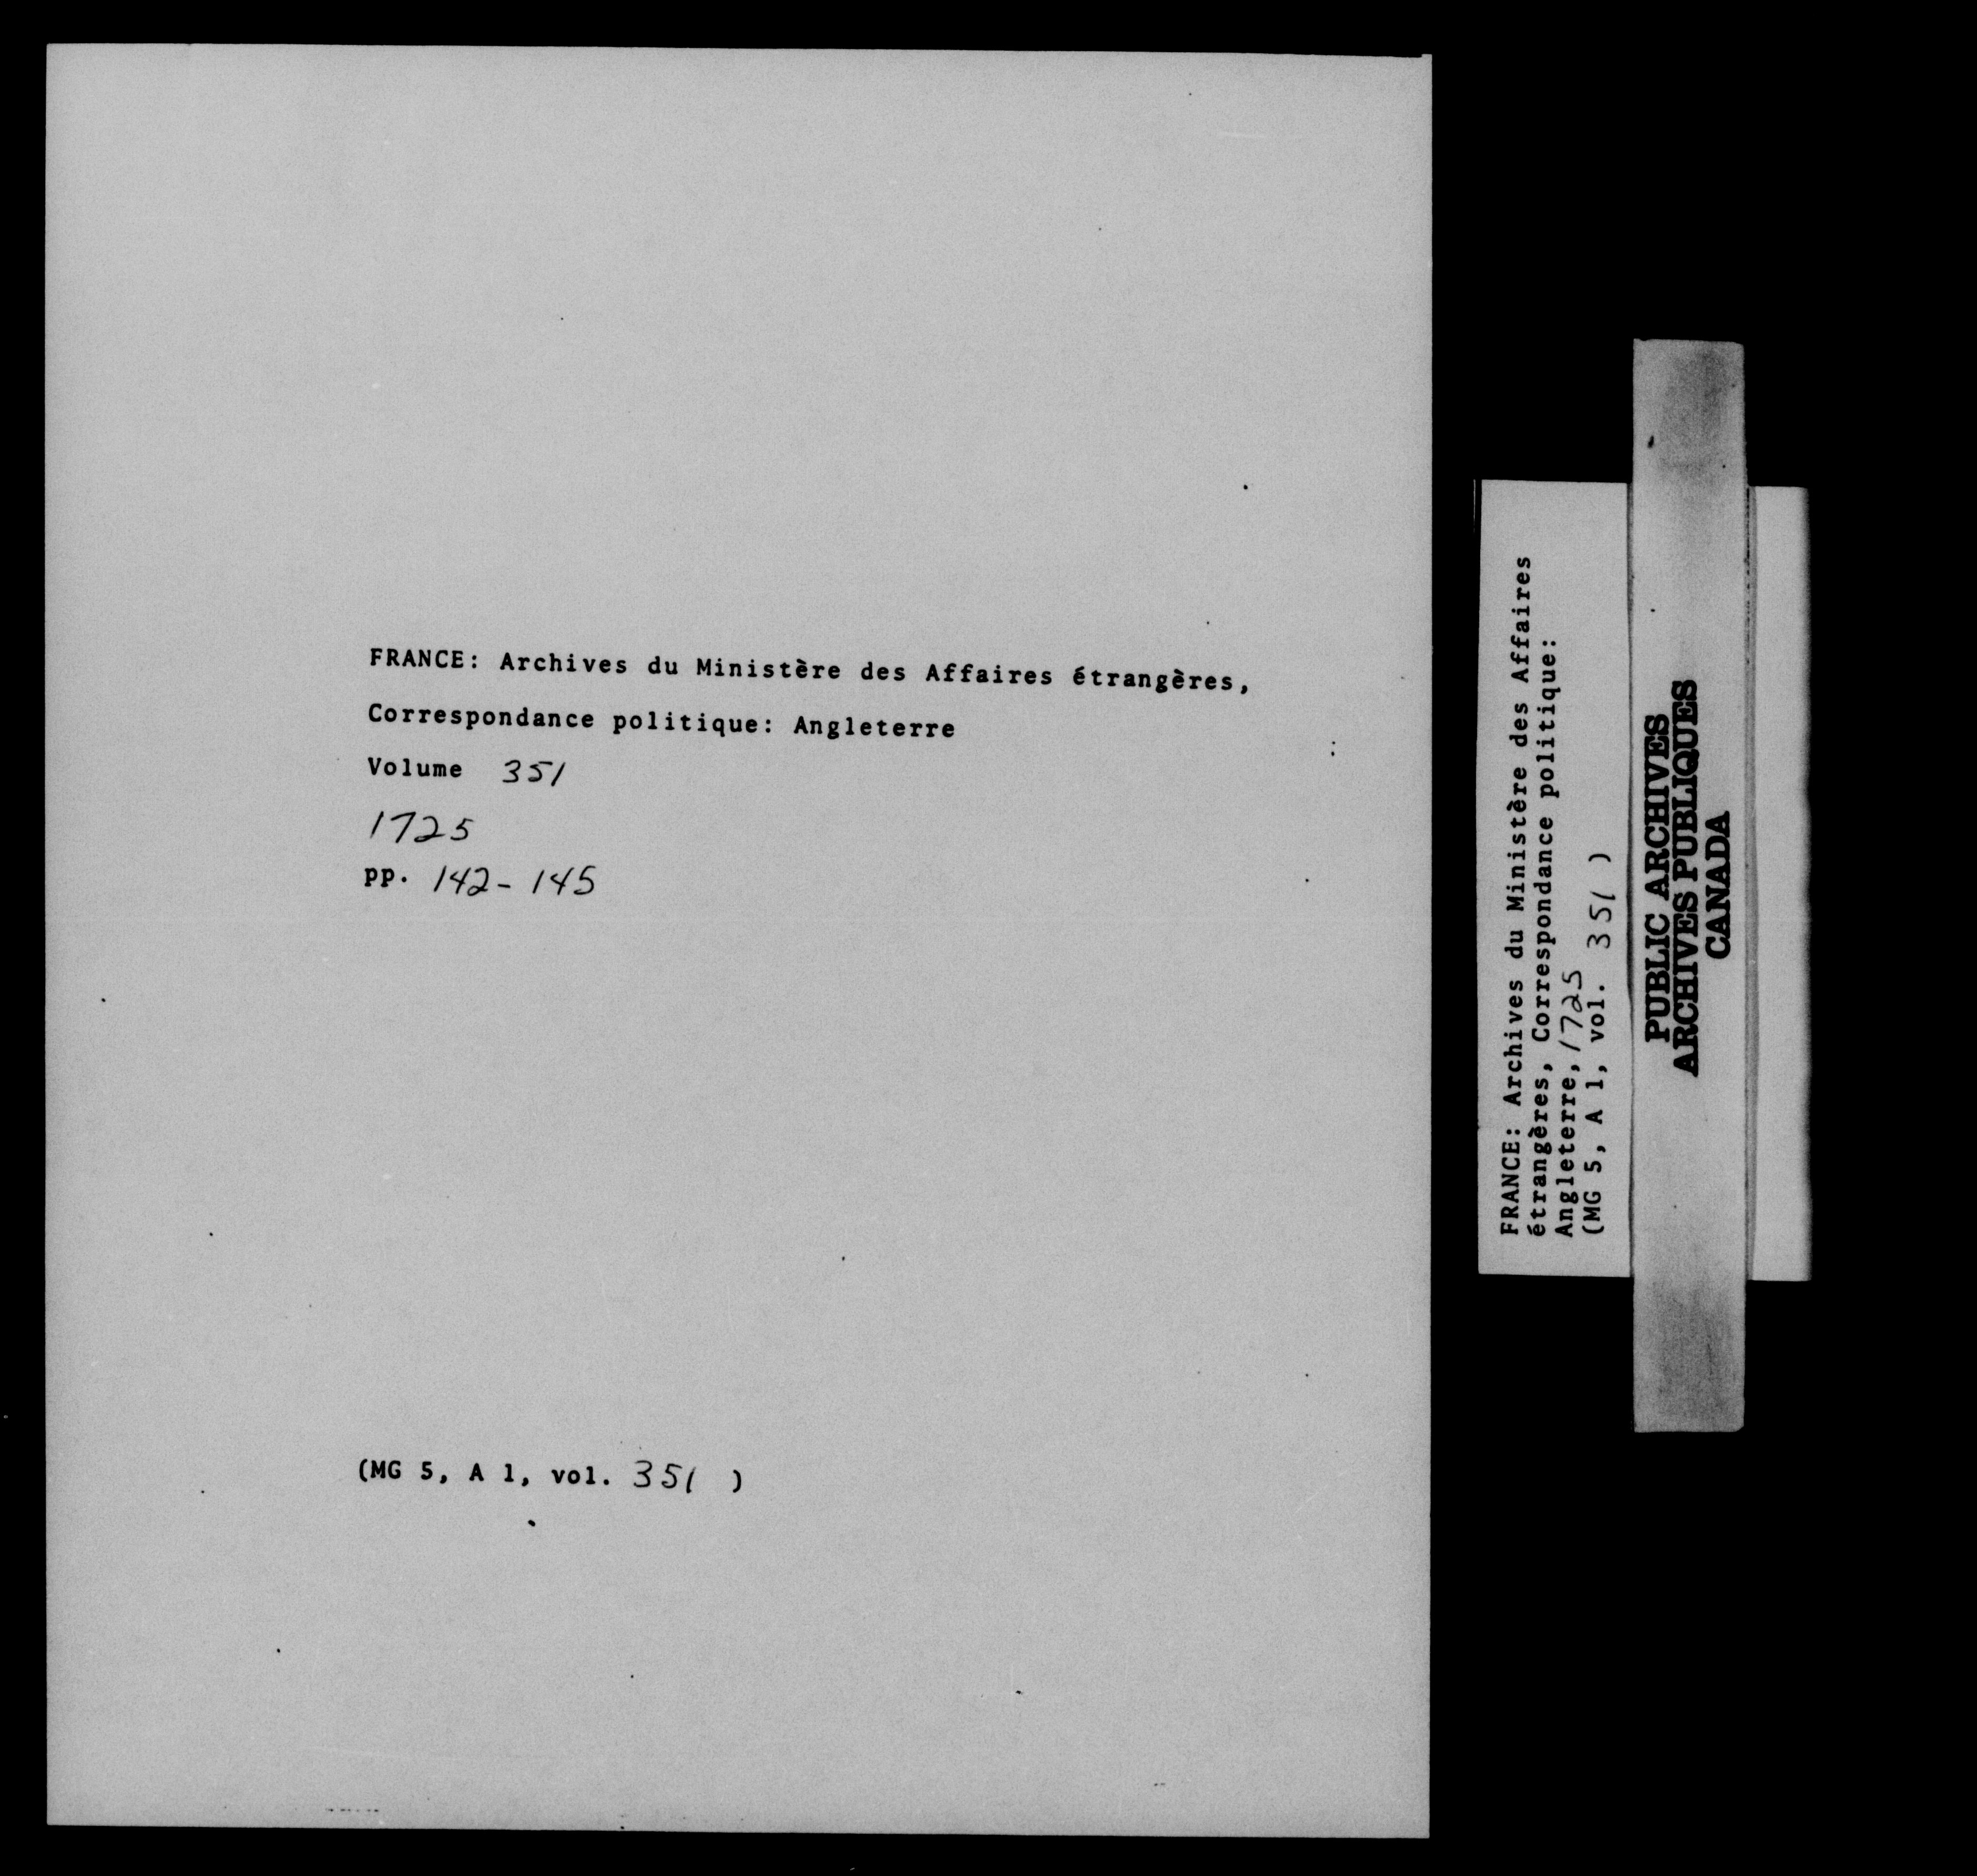 FRANCE: Archives du Ministère des Affaires étrangères,
Correspondance politique: Angleterre
Volume 351
1725
pp. 142-145
(MG 5, A 1, vol. 351 )
FRANCE: Archives du Ministère des Affaires
étrangères, Correspondance politique:
Angleterre, 1725
(MG 5, A 1, vol. 351 )
PUBLIC ARCHIVES
ARCHIVES PUBLIQUES
CANADA